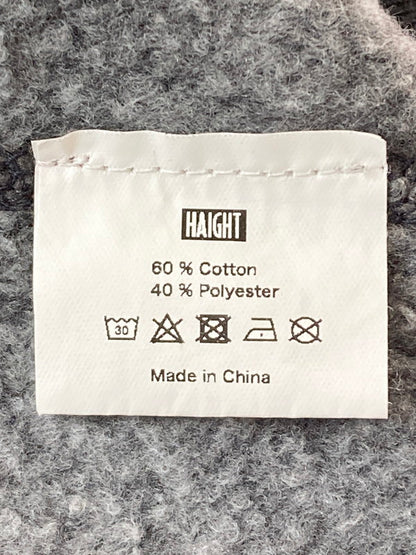 HAIGHT
60 % Cotton
40 % Polyester
30
Made in China